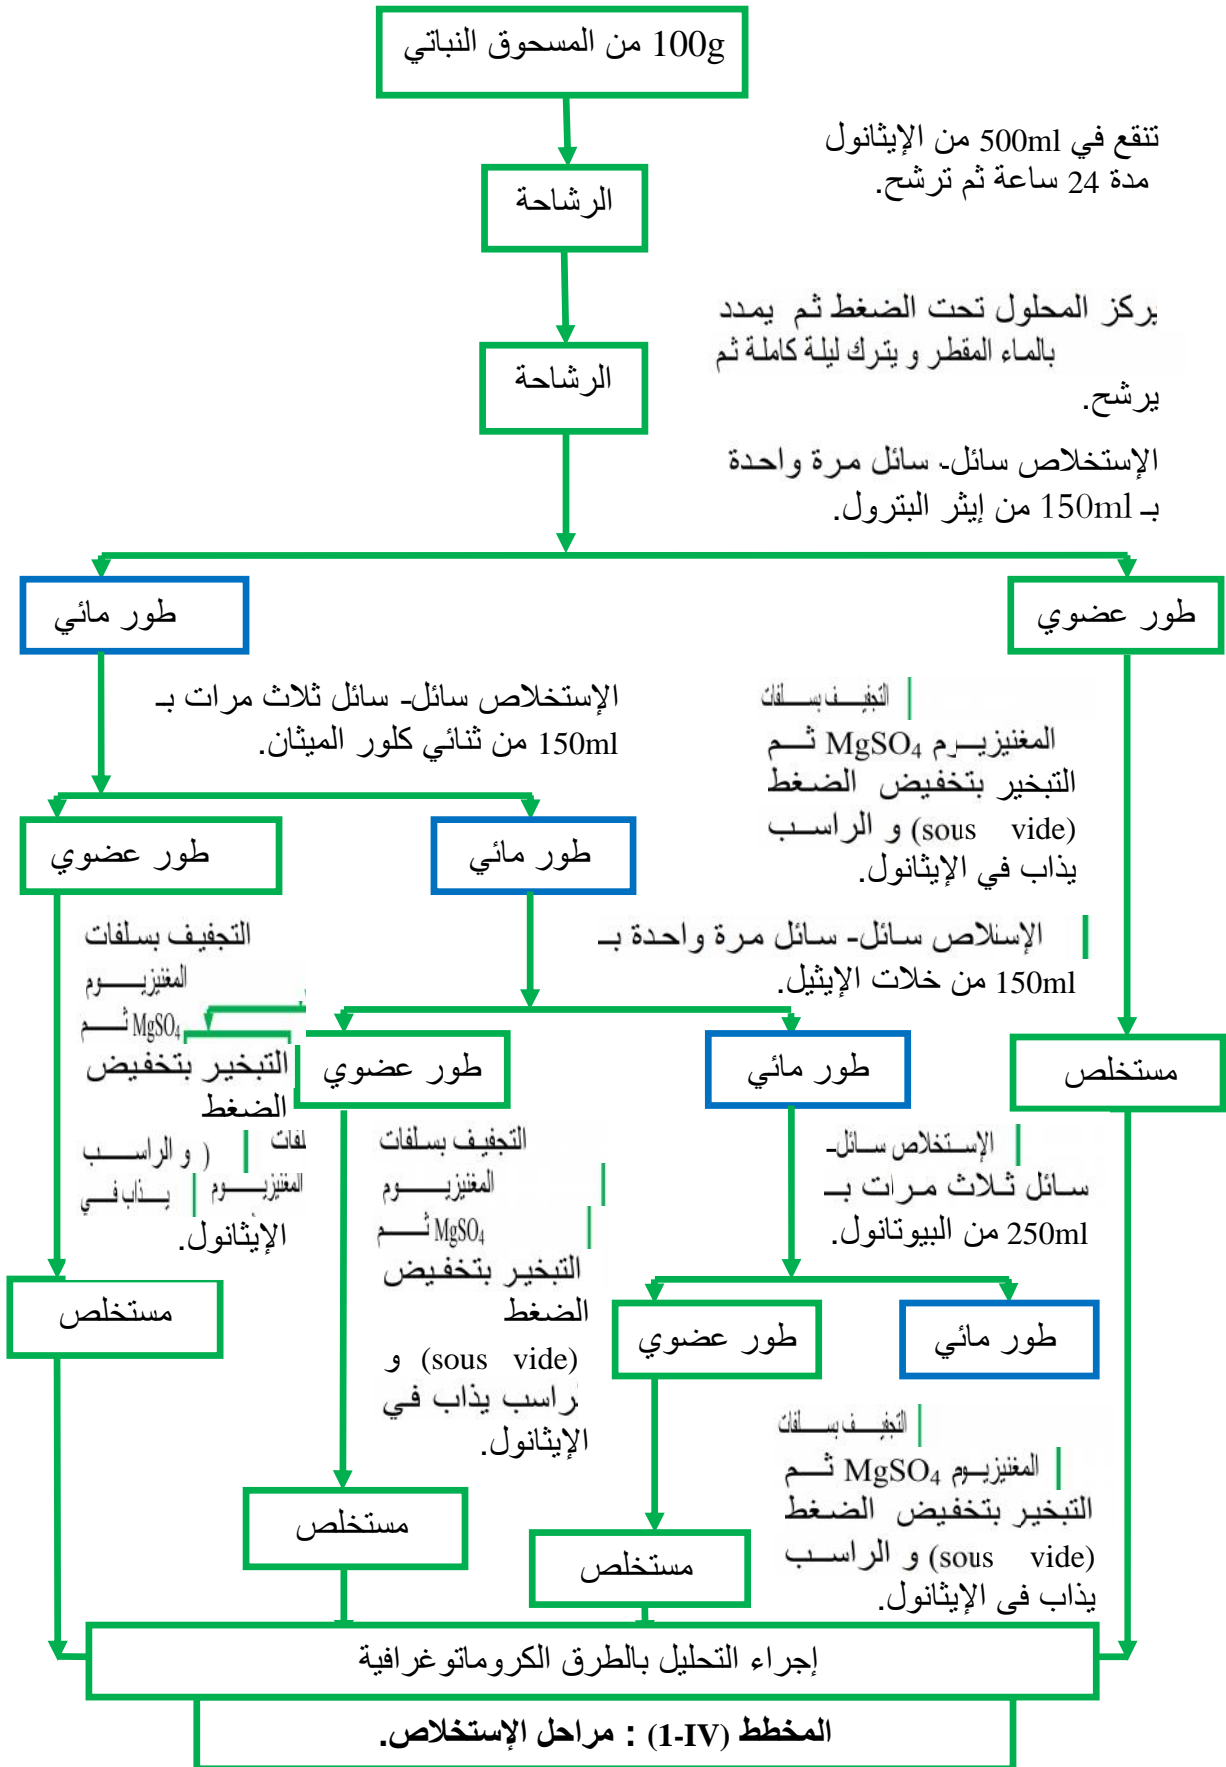 100g من المسحوق النباتي
تنقع في 500ml من الإيثانول
مدة 24 ساعة ثم ترشح.
الرشاحة
يركز المحلول تحت الضغط ثم يمدد
بالماء المقطر و يترك ليلة كاملة ثم
يرشح.
الرشاحة
الإستخلاص سائل- سائل مرة واحدة
بـ 150ml من إيثر البترول.
طور عضوي
طور مائي
الإستخلاص سائل- سائل ثلاث مرات بـ
150ml من ثنائي كلور الميثان.
التجفيف بسلفات
المغنيزيوم MgSO4 ثم
التبخير بتخفيض الضغط
(sous vide) و الراسب
يذاب في الإيثانول.
طور مائي
طور عضوي
الإستلاص سائل- سائل مرة واحدة بـ
150ml من خلات الإيثيل.
التجفيف بسلفات
المغنيزيوم
MgSO4 ثم
التبخير بتخفيض
الضغط
) و الراسب
يذاب في
الإيثانول.
لفات
المغنيزيوم
مستخلص
طور مائي
طور عضوي
الإستخلاص سائل-
سائل ثلاث مرات بـ
250ml من البيوتانول.
التجفيف بسلفات
المغنيزيوم
MgSO4 ثم
التبخير بتخفيض
الضغط
(sous vide) و
راسب يذاب في
الإيثانول.
مستخلص
طور مائي
طور عضوي
التجفيف بسلفات
المغنيزيوم MgSO4 ثم
التبخير بتخفيض الضغط
(sous vide) و الراسب
يذاب فى الإيثانول.
مستخلص
مستخلص
إجراء التحليل بالطرق الكروماتوغرافية
المخطط (1-IV) : مراحل الإستخلاص.